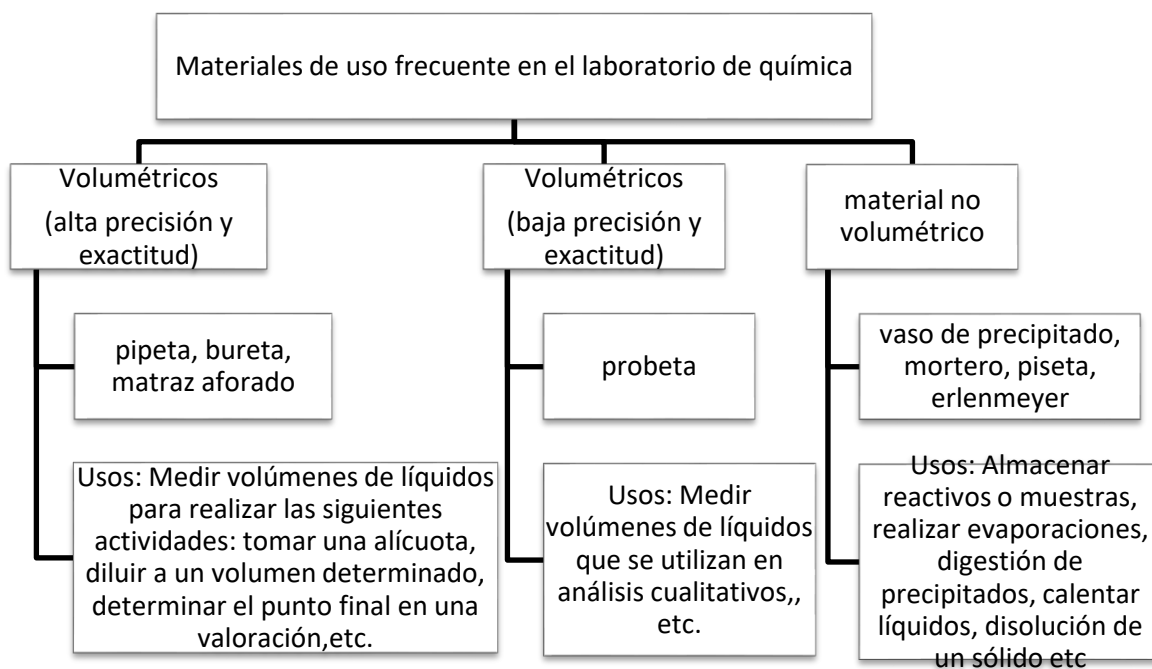 Materiales de uso frecuente en el laboratorio de química
Volumétricos
(alta precisión y
exactitud)
pipeta, bureta,
matraz aforado
Usos: Medir volúmenes de líquidos
para realizar las siguientes
actividades: tomar una alícuota,
diluir a un volumen determinado,
determinar el punto final en una
valoración,etc.
Volumétricos
(baja precisión y
exactitud)
probeta
Usos: Medir
volúmenes de líquidos
que se utilizan en
análisis cualitativos,,
etc.
material no
volumétrico
vaso de precipitado,
mortero, piseta,
erlenmeyer
Usos: Almacenar
reactivos o muestras,
realizar evaporaciones,
digestión de
precipitados, calentar
líquidos, disolución de
un sólido etc